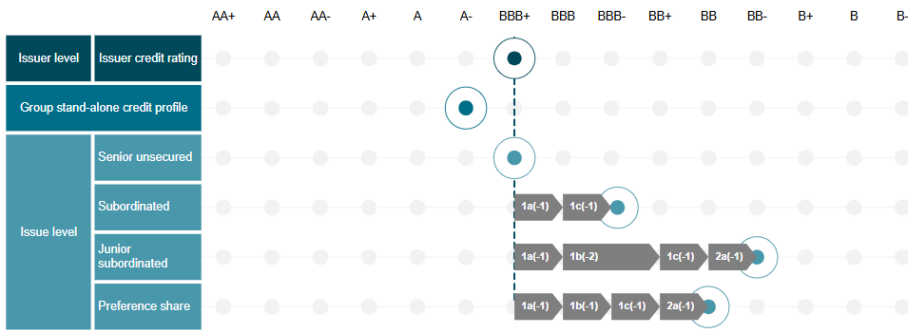 AA+ AA AA- A+ A A- BBB+ BBB BBB- BB+ BB BB- B+ B B-
Issuer level Issuer credit rating
Group stand-alone credit profile
Issue level
Senior unsecured
Subordinated 1a(-1) 1c(-1)
Junior
subordinated
1a(-1) 1b(-2) 1c(-1) 2a(-1)
Preference share 1a(-1) 1b(-1) 1c(-1) 2a(-1)